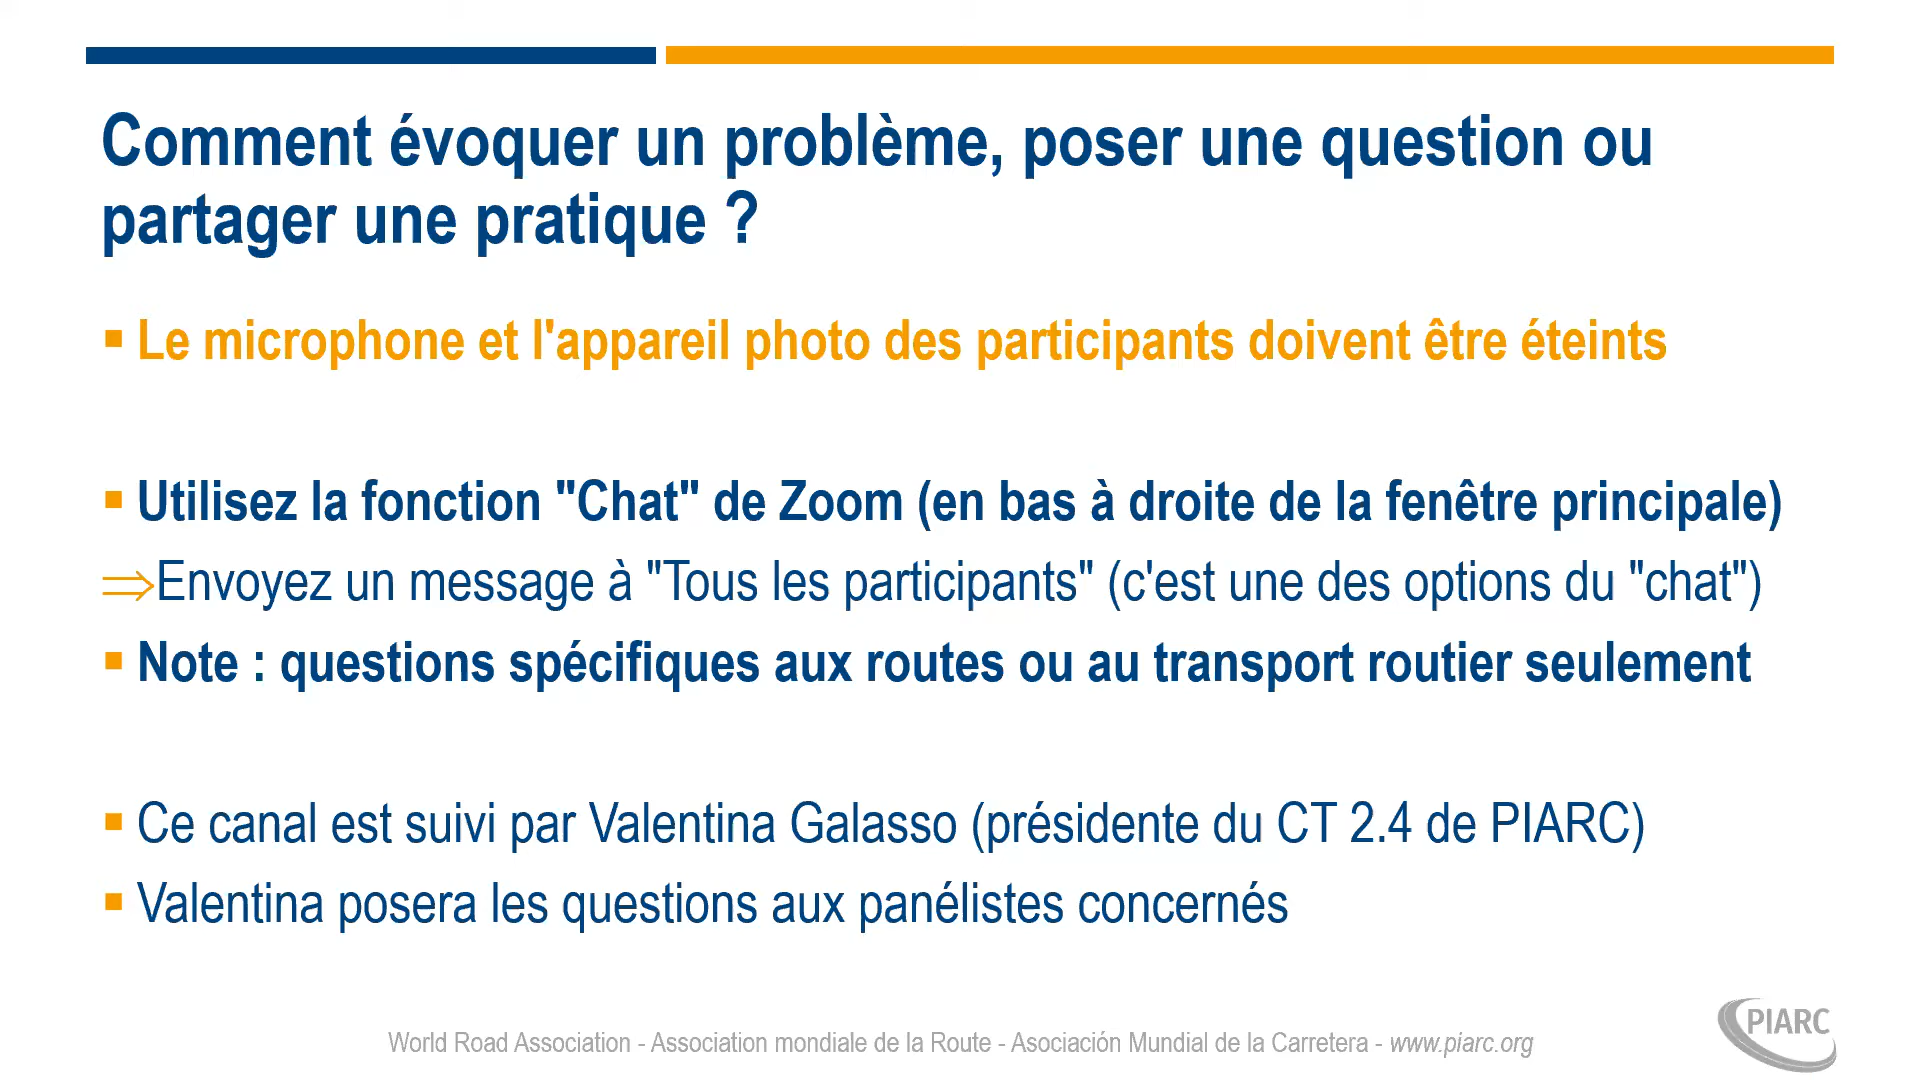 Comment évoquer un problème, poser une question ou
partager une pratique ?
▪ Le microphone et l'appareil photo des participants doivent être éteints
▪ Utilisez la fonction "Chat" de Zoom (en bas à droite de la fenêtre principale)
⇒Envoyez un message à "Tous les participants" (c'est une des options du "chat")
▪ Note : questions spécifiques aux routes ou au transport routier seulement
▪ Ce canal est suivi par Valentina Galasso (présidente du CT 2.4 de PIARC)
▪ Valentina posera les questions aux panélistes concernés
World Road Association - Association mondiale de la Route - Asociación Mundial de la Carretera - www.piarc.org
PIARC